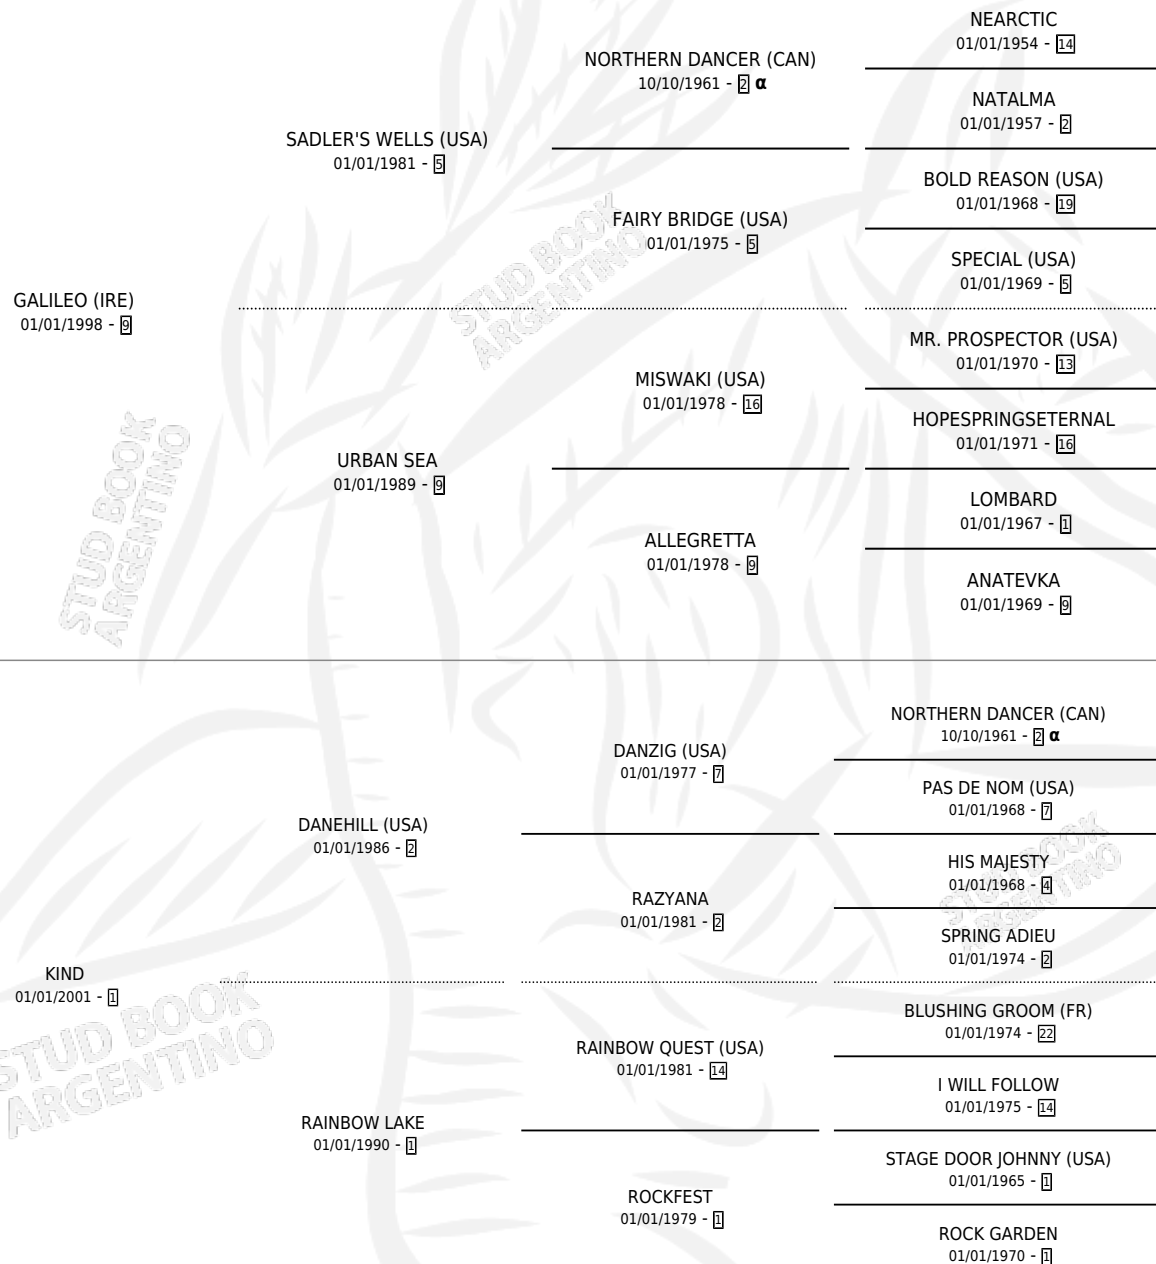 NEARCTIC
01/01/1954 - 14
NORTHERN DANCER (CAN)
10/10/1961 - 2 α
NATALMA
01/01/1957 - 2
SADLER'S WELLS (USA)
01/01/1981 - 5
BOLD REASON (USA)
01/01/1968 - 19
FAIRY BRIDGE (USA)
01/01/1975 - 5
SPECIAL (USA)
01/01/1969 - 5
STUD BOOK
ARGENTINO
GALILEO (IRE)
01/01/1998 - 9
MR. PROSPECTOR (USA)
01/01/1970 - 13
MISWAKI (USA)
01/01/1978 - 16
HOPESPRINGSETERNAL
01/01/1971 - 16
URBAN SEA
01/01/1989 - 9
LOMBARD
01/01/1967 - 1
ALLEGRETTA
01/01/1978 - 9
ANATEVKA
01/01/1969 - 9
STUD BOOK
ARGENTINO
NORTHERN DANCER (CAN)
10/10/1961 - 2 α
DANZIG (USA)
01/01/1977 - 7
PAS DE NOM (USA)
01/01/1968 - 7
DANEHILL (USA)
01/01/1986 - 2
HIS MAJESTY
01/01/1968 - 4
RAZYANA
01/01/1981 - 2
SPRING ADIEU
01/01/1974 - 2
STUD BOOK
ARGENTINO
KIND
01/01/2001 - 1
BLUSHING GROOM (FR)
01/01/1974 - 22
RAINBOW QUEST (USA)
01/01/1981 - 14
I WILL FOLLOW
01/01/1975 - 14
STUD BOOK
ARGENTINO
RAINBOW LAKE
01/01/1990 - 1
STAGE DOOR JOHNNY (USA)
01/01/1965 - 1
ROCKFEST
01/01/1979 - 1
ROCK GARDEN
01/01/1970 - 1